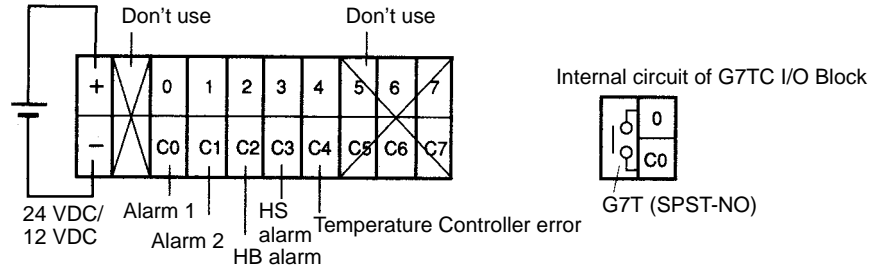 Don't use
Don't use
+ 0 1 2 3 4 5 6 7
− C0 C1 C2 C3 C4 C5 C6 C7
24 VDC/
12 VDC
Alarm 1
Alarm 2
HB alarm
HS
alarm
Temperature Controller error
Internal circuit of G7TC I/O Block
0
C0
G7T (SPST-NO)